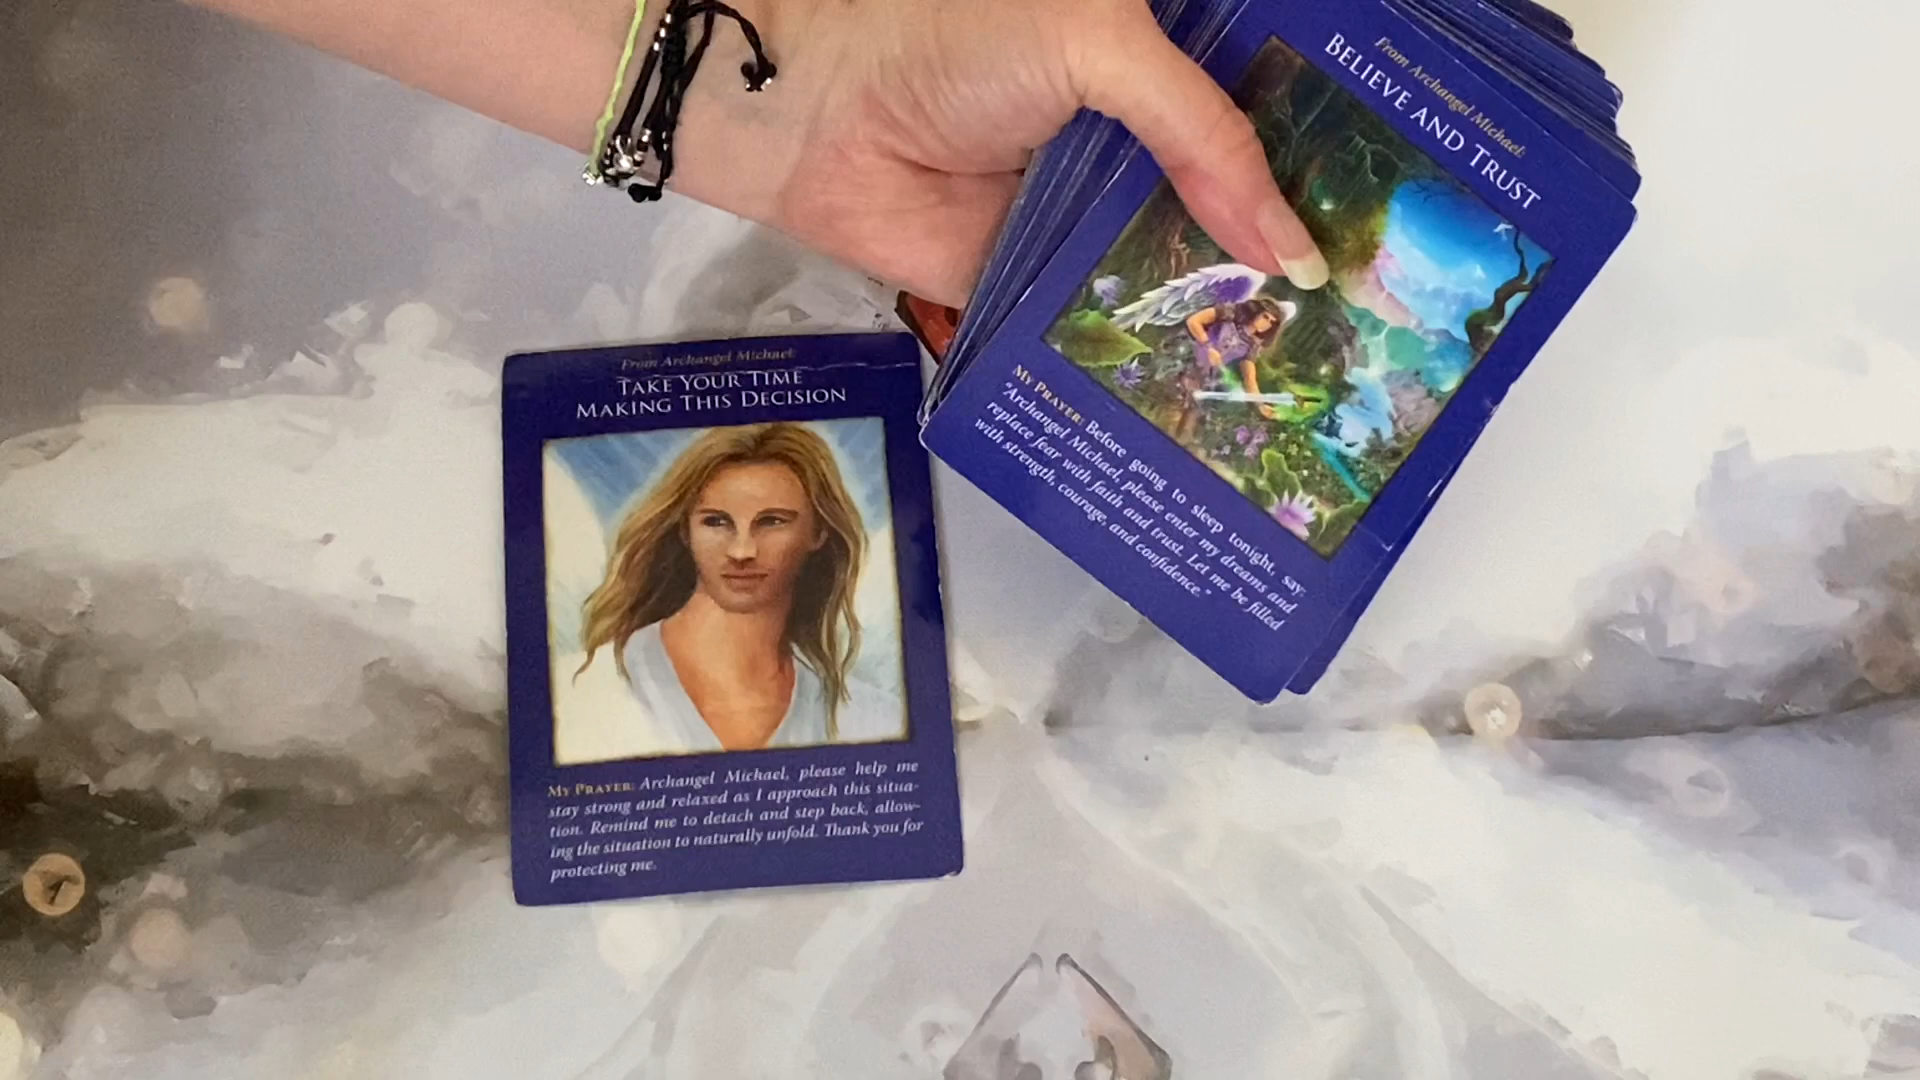 From Archangel Michael:
TAKE YOUR TIME
MAKING THIS DECISION
MY PRAYER: Archangel Michael, please help me
stay strong and relaxed as I approach this situa-
tion. Remind me to detach and step back, allow-
ing the situation to naturally unfold. Thank you for
protecting me.
From Archangel Michael:
BELIEVE AND TRUST
MY PRAYER: Before going to sleep tonight, say:
"Archangel Michael, please enter my dreams and
replace fear with faith and trust. Let me be filled
with strength, courage, and confidence."